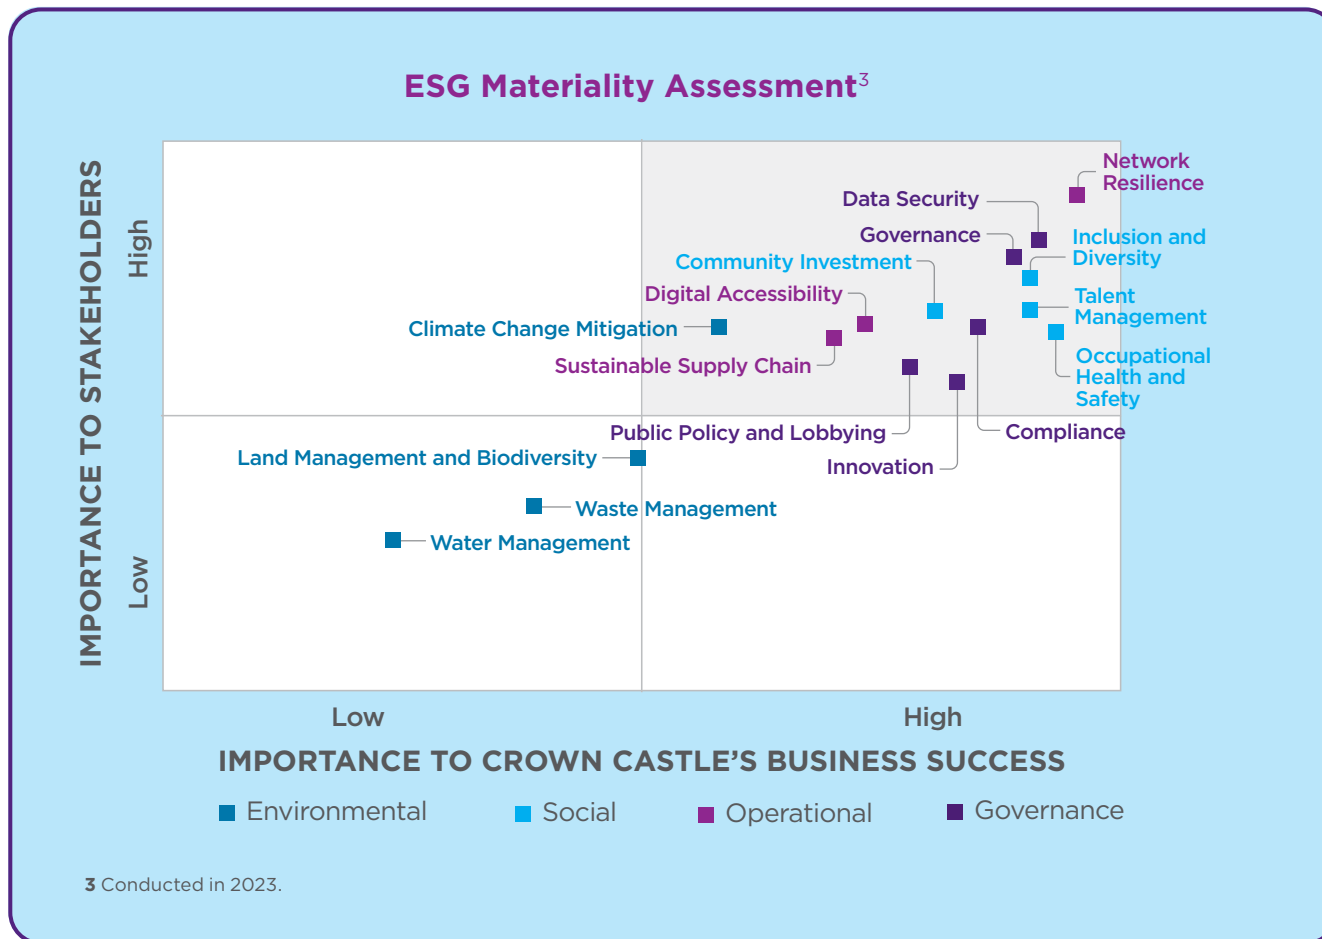 ESG Materiality Assessment3
IMPORTANCE TO STAKEHOLDERS
High
Low
Network
Resilience
Data Security
Governance
Inclusion and
Diversity
Community Investment
Digital Accessibility
Talent
Management
Climate Change Mitigation
Sustainable Supply Chain
Occupational
Health and
Safety
Public Policy and Lobbying
Compliance
Innovation
Land Management and Biodiversity
Waste Management
Water Management
Low
High
IMPORTANCE TO CROWN CASTLE'S BUSINESS SUCCESS
Environmental
Social
Operational
Governance
3 Conducted in 2023.